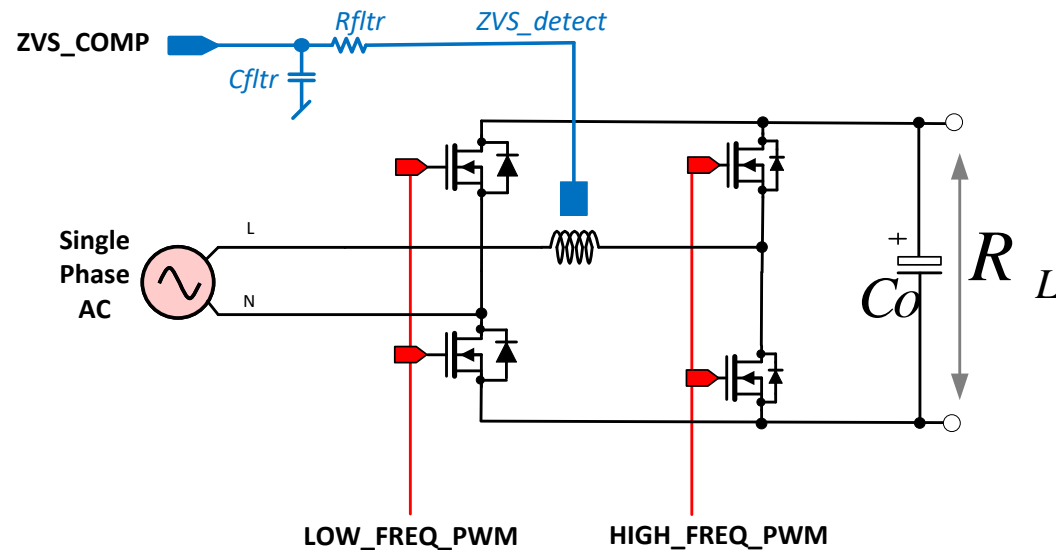 Rfltr
ZVS_detect
ZVS_COMP
Cfltr
Single
Phase
AC
L
N
+
Co
R L
LOW_FREQ_PWM
HIGH_FREQ_PWM